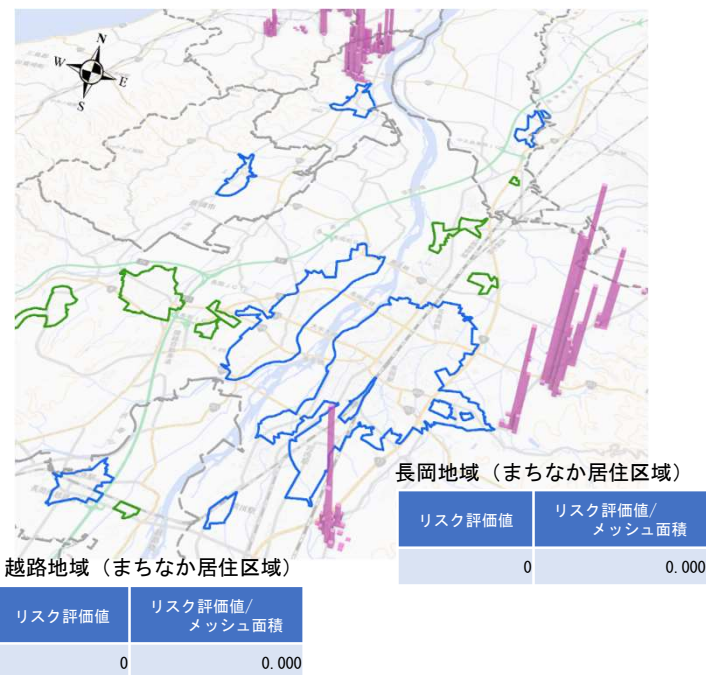 N
W
E
S
長岡地域（まちなか居住区域）
リスク評価値
リスク評価値/
メッシュ面積
0
0.000
越路地域（まちなか居住区域）
リスク評価値
リスク評価値/
メッシュ面積
0
0.000